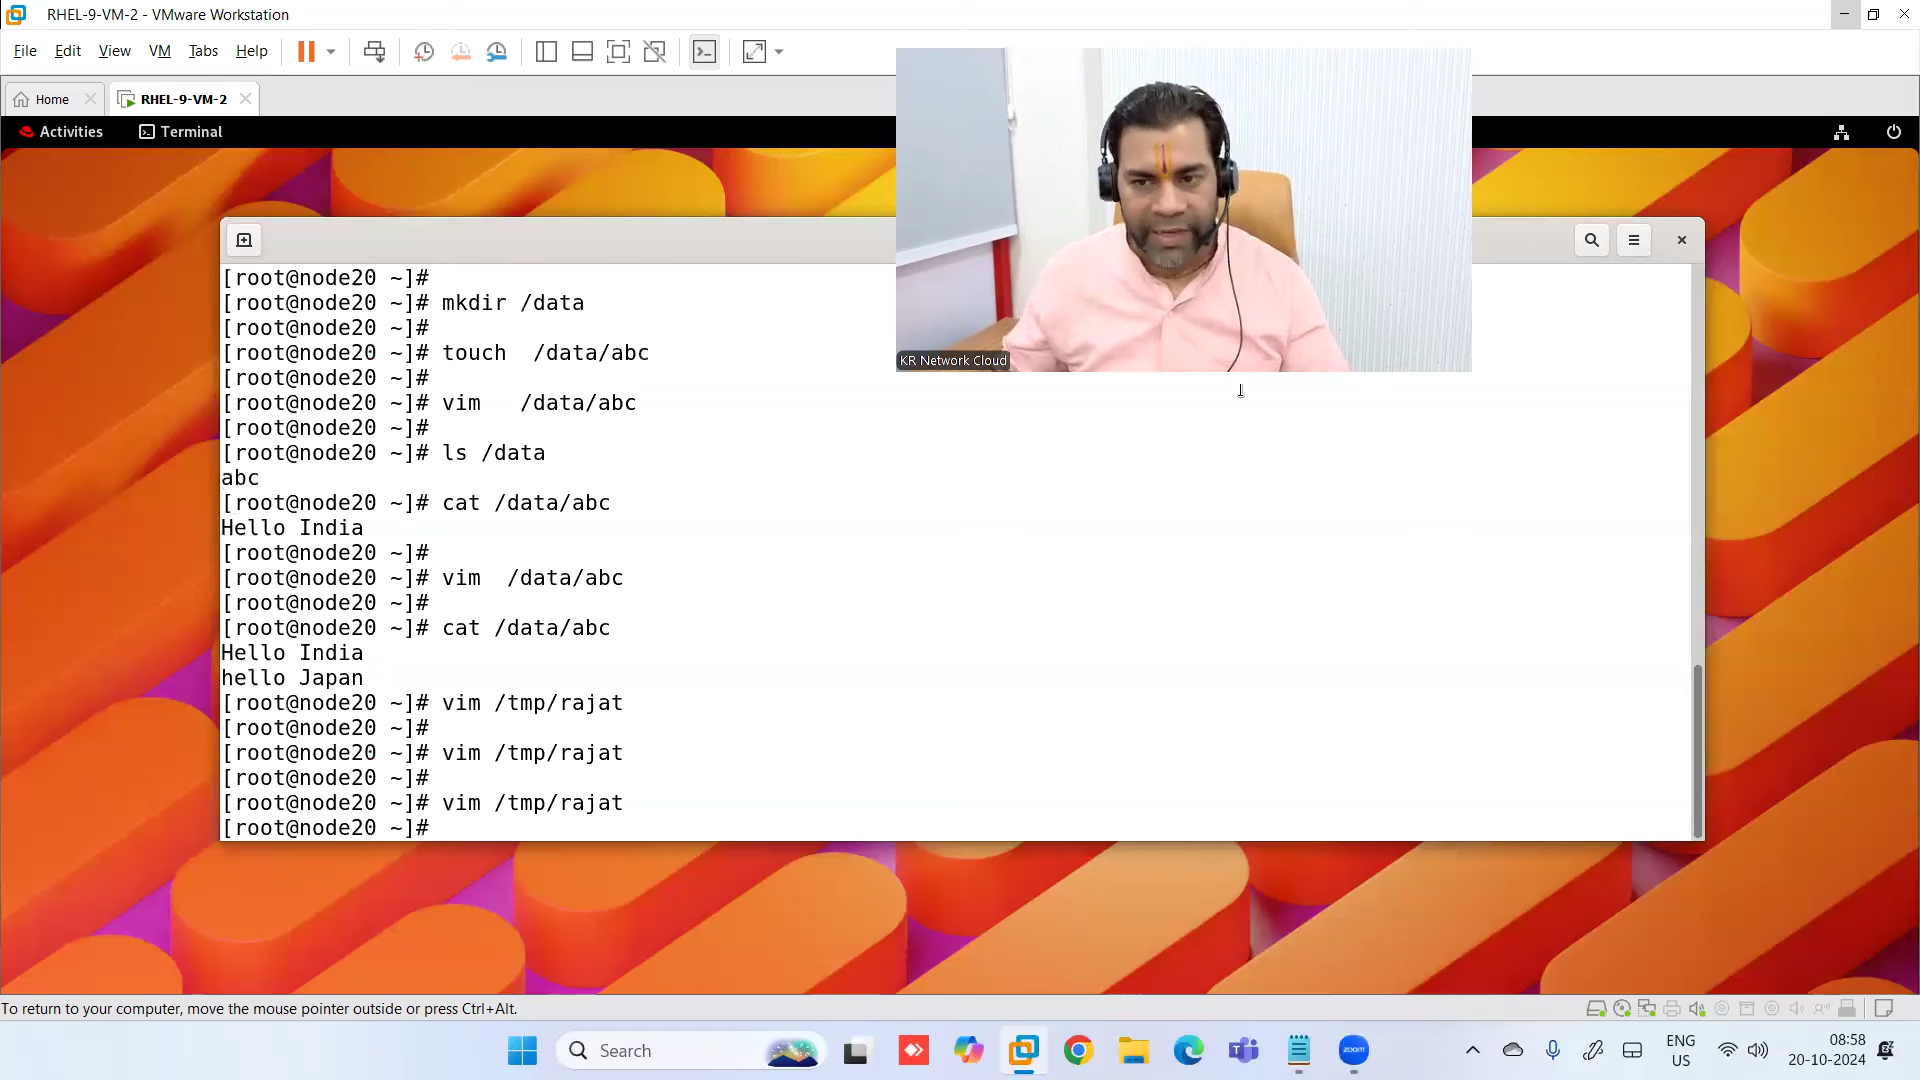 RHEL-9-VM-2 - VMware Workstation
File Edit View VM Tabs Help
Home RHEL-9-VM-2
Activities Terminal
[root@node20 ~]#
[root@node20 ~]# mkdir /data
[root@node20 ~]#
[root@node20 ~]# touch  /data/abc
[root@node20 ~]#
[root@node20 ~]# vim   /data/abc
[root@node20 ~]#
[root@node20 ~]# ls /data
abc
[root@node20 ~]# cat /data/abc
Hello India
[root@node20 ~]#
[root@node20 ~]# vim  /data/abc
[root@node20 ~]#
[root@node20 ~]# cat /data/abc
Hello India
hello Japan
[root@node20 ~]# vim /tmp/rajat
[root@node20 ~]#
[root@node20 ~]# vim /tmp/rajat
[root@node20 ~]#
[root@node20 ~]# vim /tmp/rajat
[root@node20 ~]#
KR Network Cloud
To return to your computer, move the mouse pointer outside or press Ctrl+Alt.
Search
zoom
ENG
US
08:58
20-10-2024